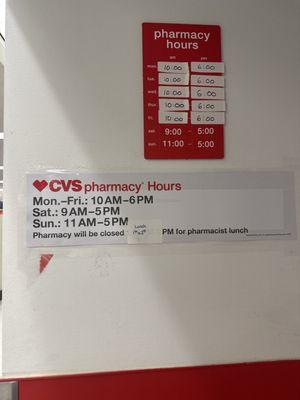 pharmacy
hours
am pm
mon. 10:00 6:00
tue. 10:00 6:00
wed. 10:00 6:00
thur. 10:00 6:00
fri. 10:00 6:00
sat. 9:00 - 5:00
sun. 11:00 - 5:00
CVS pharmacy® Hours
Mon.–Fri.: 10AM–6PM
Sat.: 9AM–5PM
Sun.: 11AM–5PM
Lunch
Pharmacy will be closed PM for pharmacist lunch